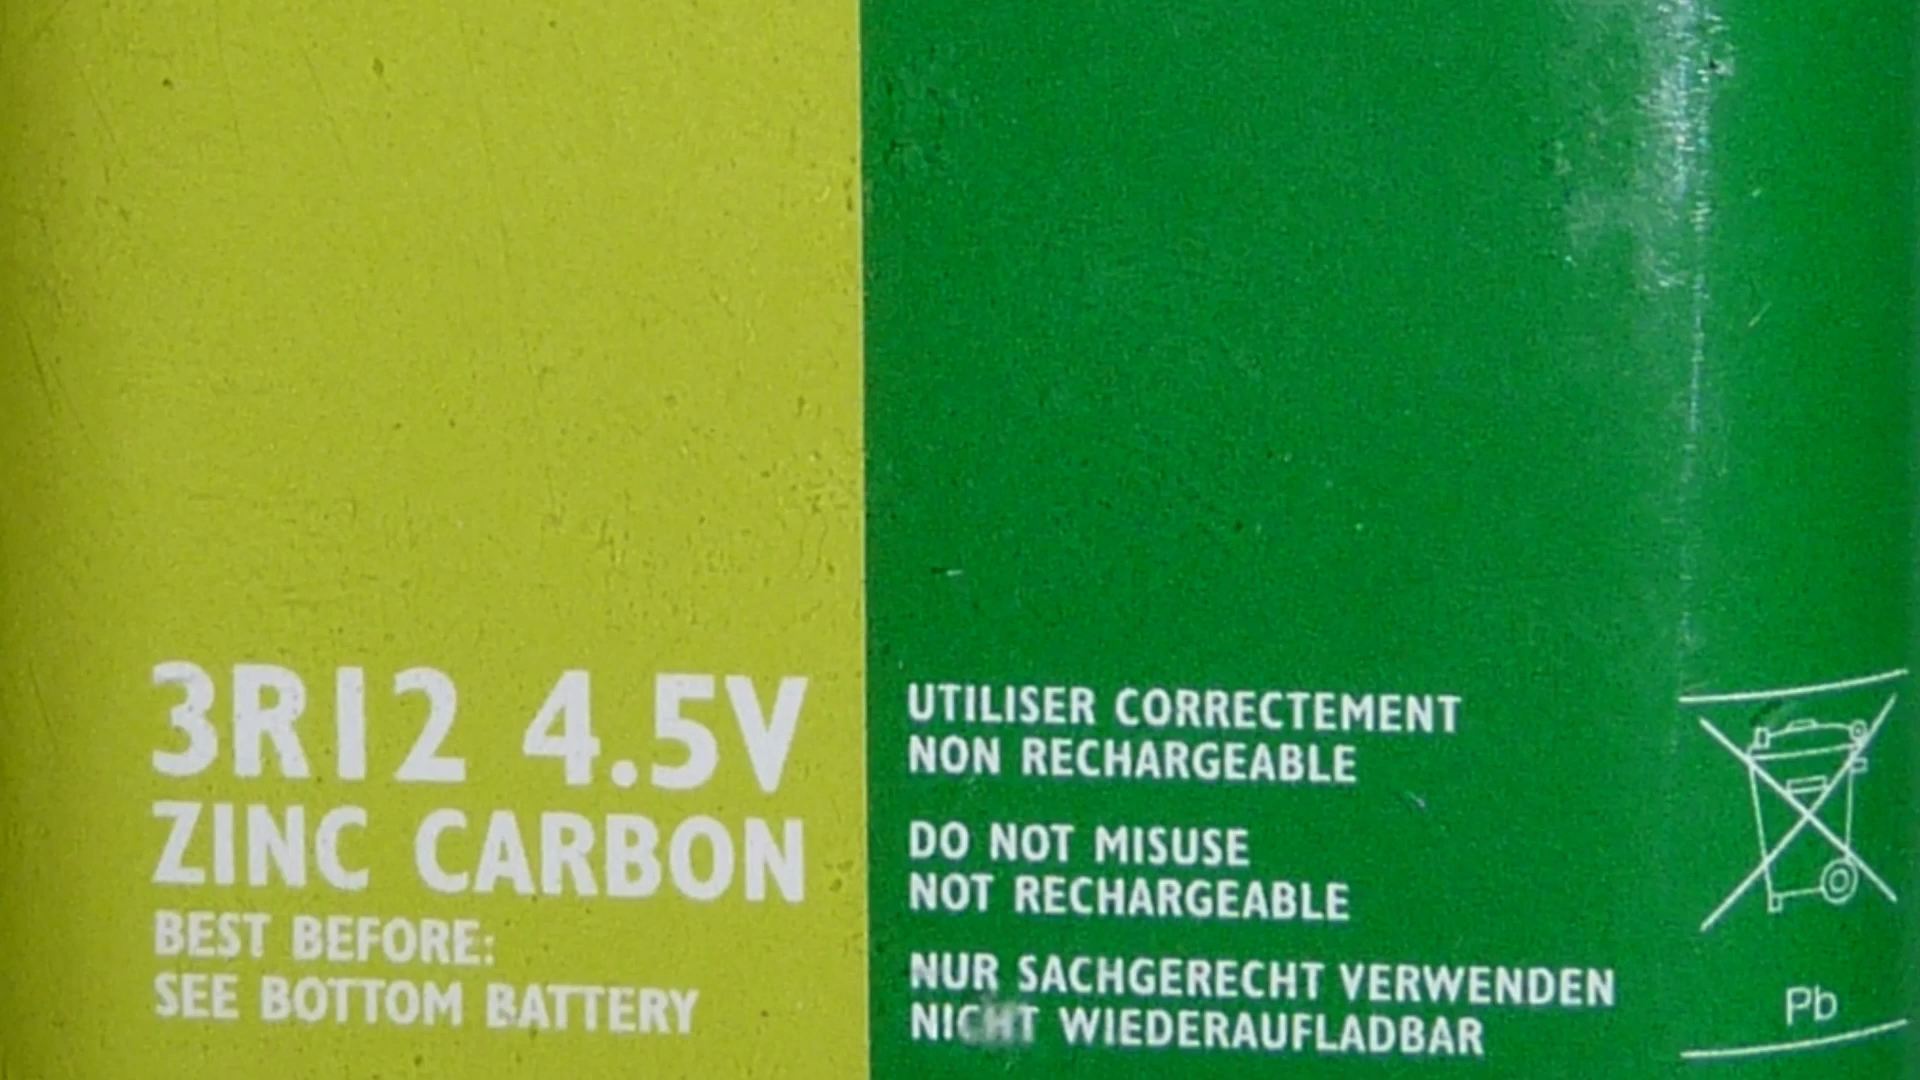 3R12 4.5V
ZINC CARBON
BEST BEFORE:
SEE BOTTOM BATTERY
UTILISER CORRECTEMENT
NON RECHARGEABLE
DO NOT MISUSE
NOT RECHARGEABLE
NUR SACHGERECHT VERWENDEN
NICHT WIEDERAUFLADBAR
Pb